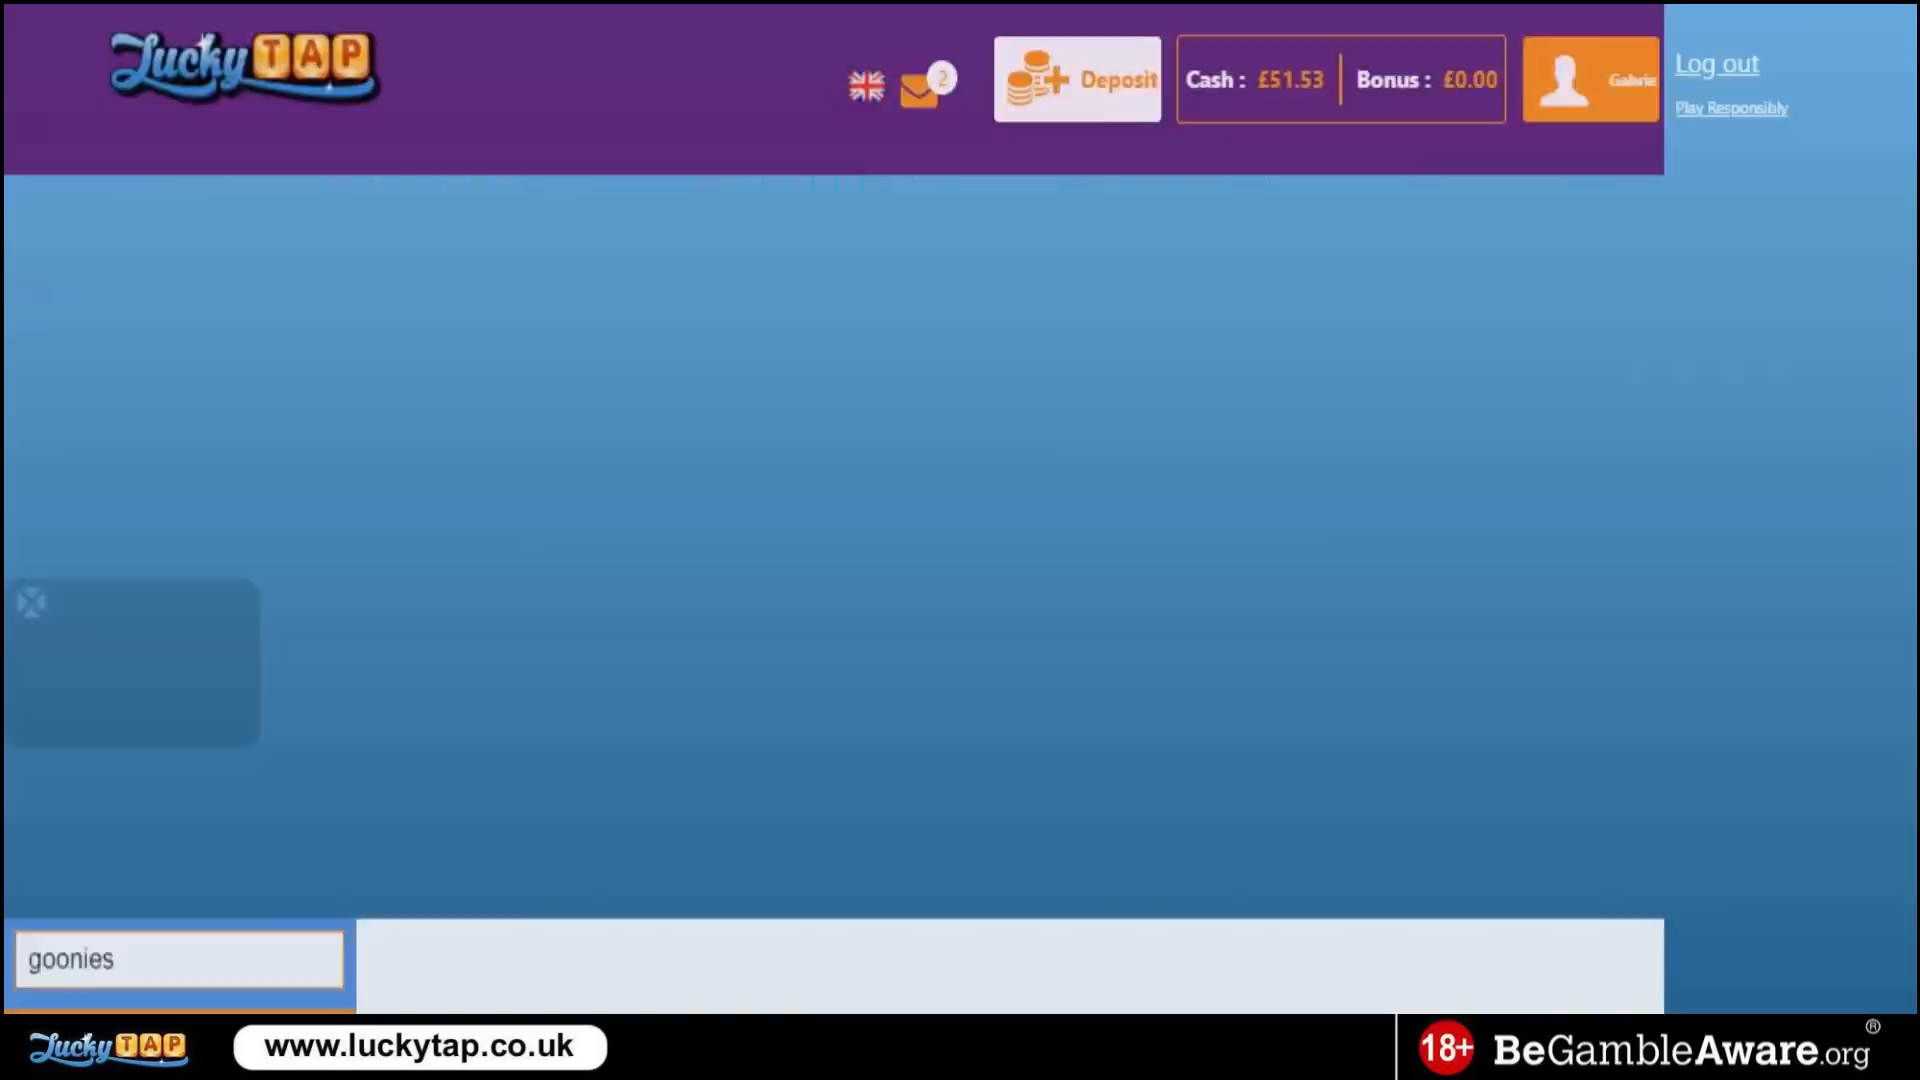 Lucky TAP
2
Deposit
Cash : £51.53
Bonus : £0.00
Gabrie
Log out
Play Responsibly
goonies
Lucky TAP
www.luckytap.co.uk
18+
BeGambleAware.org ®